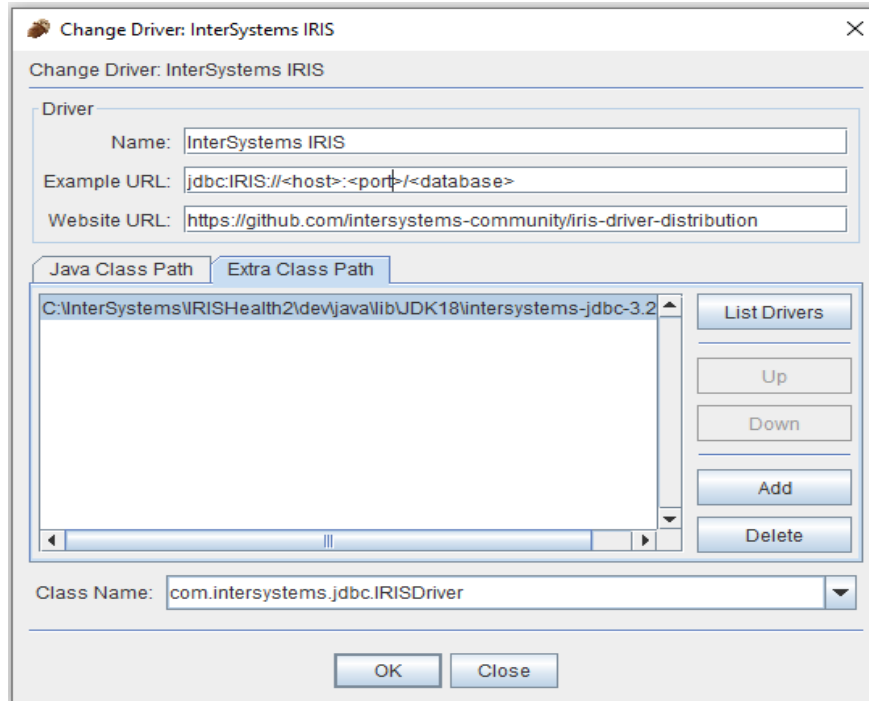 Change Driver: InterSystems IRIS
Change Driver: InterSystems IRIS
Driver
Name: InterSystems IRIS
Example URL: jdbc:IRIS://<host>:<port>/<database>
Website URL: https://github.com/intersystems-community/iris-driver-distribution
Java Class Path Extra Class Path
C:\InterSystems\IRISHealth2\dev\java\lib\JDK18\intersystems-jdbc-3.2 List Drivers
Up
Down
Add
Delete
Class Name: com.intersystems.jdbc.IRISDriver
OK Close